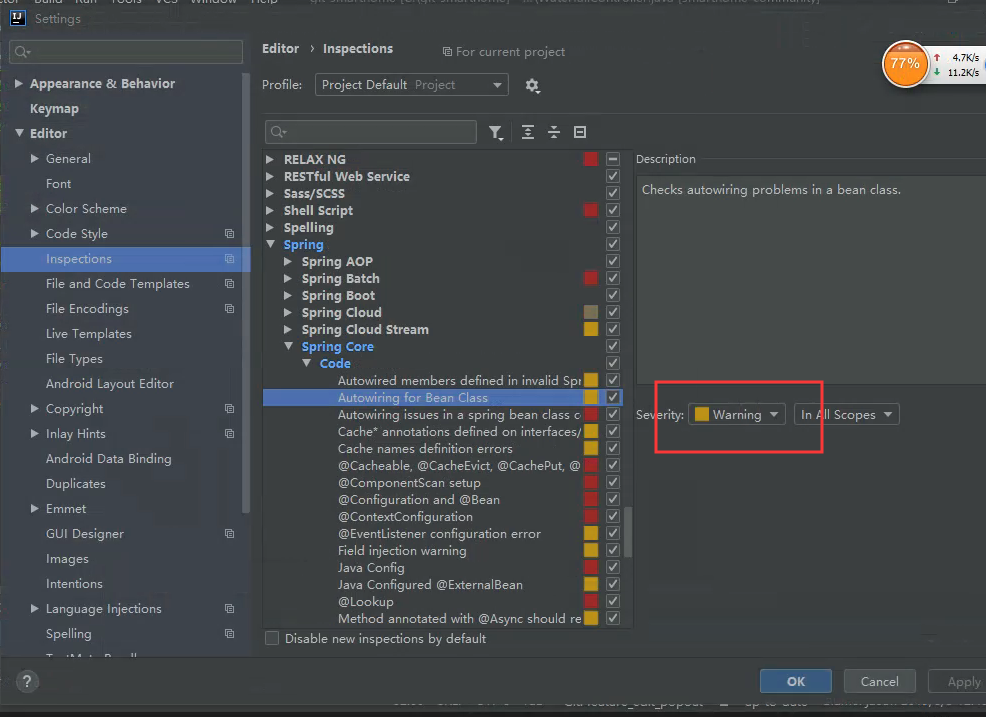 Build Run Tools VCS Window Help
Settings
Editor › Inspections For current project
Profile: Project Default Project
77% 4.7K/s
11.2K/s
Appearance & Behavior
Keymap
Editor
General
Font
Color Scheme
Code Style
Inspections
File and Code Templates
File Encodings
Live Templates
File Types
Android Layout Editor
Copyright
Inlay Hints
Android Data Binding
Duplicates
Emmet
GUI Designer
Images
Intentions
Language Injections
Spelling
RELAX NG
RESTful Web Service
Sass/SCSS
Shell Script
Spelling
Spring
Spring AOP
Spring Batch
Spring Boot
Spring Cloud
Spring Cloud Stream
Spring Core
Code
Autowired members defined in invalid Spr
Autowiring for Bean Class
Autowiring issues in a spring bean class c
Cache* annotations defined on interfaces/
Cache names definition errors
@Cacheable, @CacheEvict, @CachePut, @
@ComponentScan setup
@Configuration and @Bean
@ContextConfiguration
@EventListener configuration error
Field injection warning
Java Config
Java Configured @ExternalBean
@Lookup
Method annotated with @Async should re
Disable new inspections by default
Description
Checks autowiring problems in a bean class.
Severity: Warning In All Scopes
? OK Cancel Apply